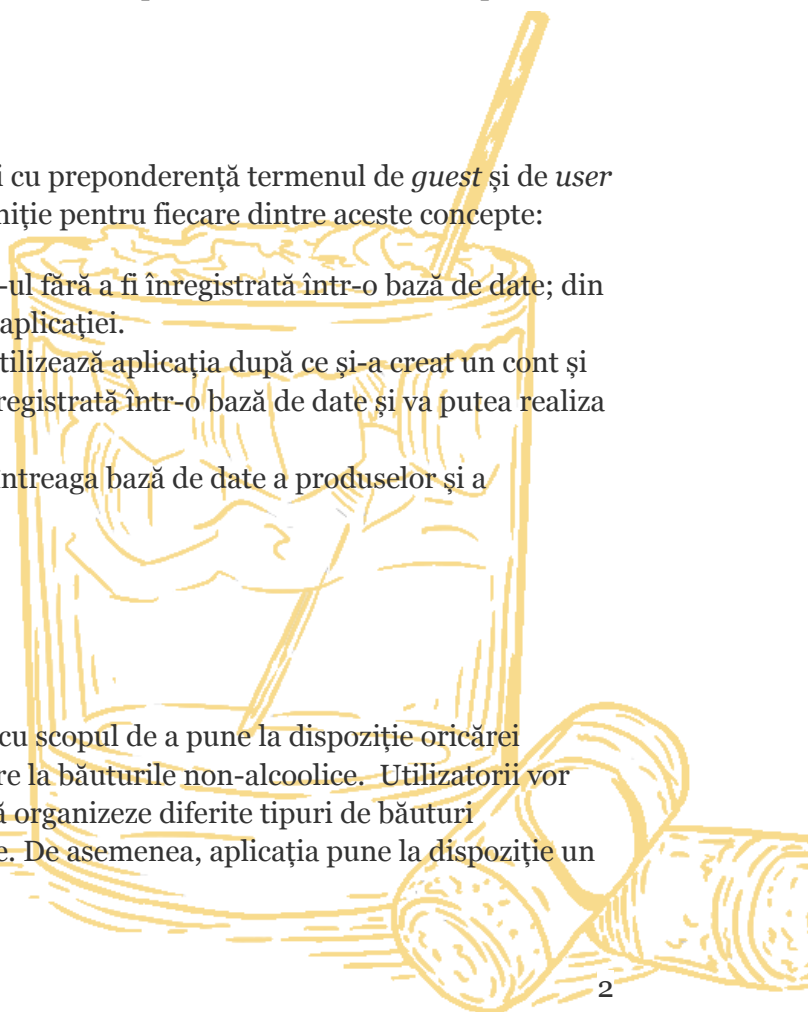 i cu preponderență termenul de guest și de user
niție pentru fiecare dintre aceste concepte:
-ul fără a fi înregistrată într-o bază de date; din
aplicației.
tilizează aplicația după ce și-a creat un cont și
registrată într-o bază de date și va putea realiza
întreaga bază de date a produselor și a
cu scopul de a pune la dispoziție oricărei
re la băuturile non-alcoolice. Utilizatorii vor
ă organizeze diferite tipuri de băuturi
e. De asemenea, aplicația pune la dispoziție un
2